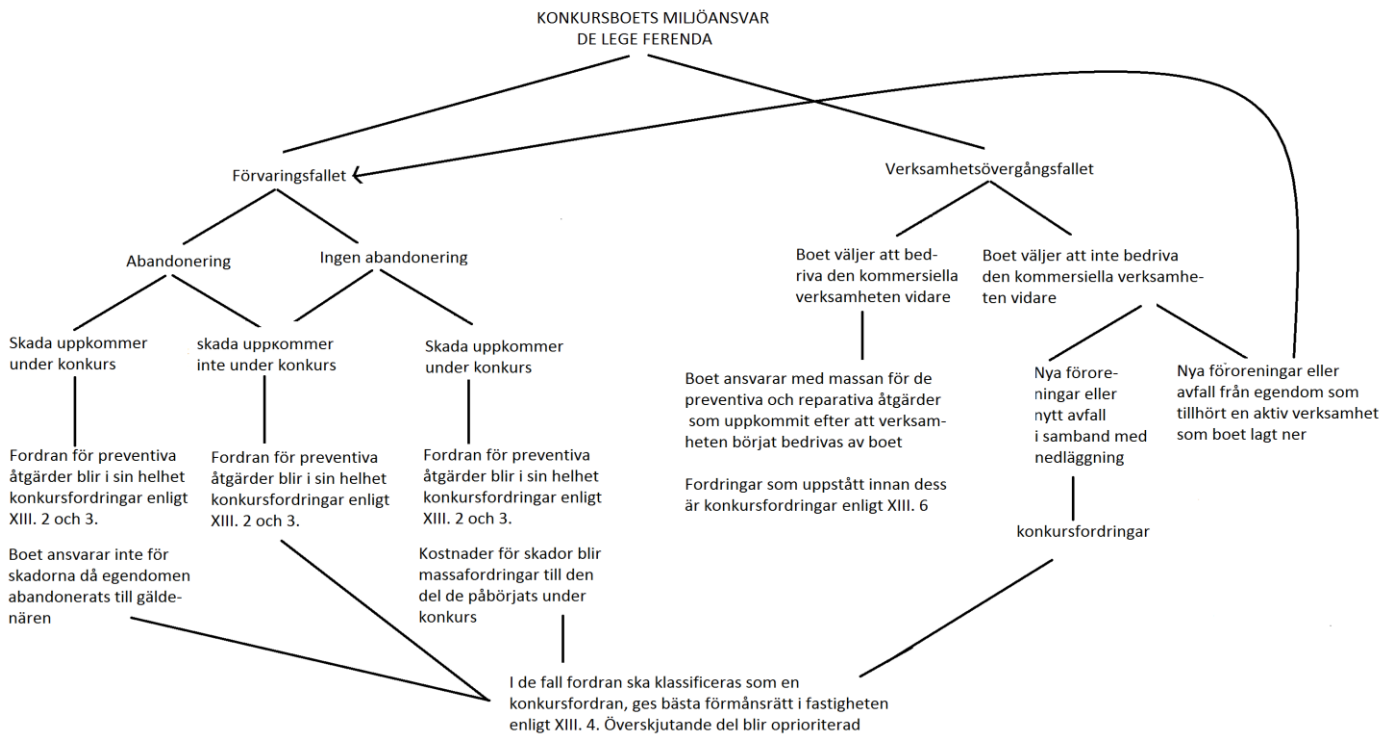 KONKURSBOETS MILJÖANSVAR
DE LEGE FERENDA
Förvaringsfallet
Verksamhetsövergångsfallet
Abandonering
Ingen abandonering
Boet väljer att bed-
riva den kommersiella
verksamheten vidare
Boet väljer att inte bedriva
den kommersiella verksamhe-
ten vidare
Skada uppkommer
under konkurs
skada uppkommer
inte under konkurs
Skada uppkommer
under konkurs
Boet ansvarar med massan för de
preventiva och reparativa åtgärder
som uppkommit efter att verksam-
heten börjat bedrivas av boet
Fordringar som uppstått innan dess
är konkursfordringar enligt XIII. 6
Nya förore-
ningar eller
nytt avfall
i samband med
nedläggning
Nya föroreningar eller
avfall från egendom som
tillhört en aktiv verksamhet
som boet lagt ner
Fordran för preventiva
åtgärder blir i sin helhet
konkursfordringar enligt
XIII. 2 och 3.
Boet ansvarar inte för
skadorna då egendomen
abandonerats till gälde-
nären
Fordran för preventiva
åtgärder blir i sin helhet
konkursfordringar enligt
XIII. 2 och 3.
Fordran för preventiva
åtgärder blir i sin helhet
konkursfordringar enligt
XIII. 2 och 3.
Kostnader för skador blir
massafordringar till den
del de påbörjats under
konkurs
konkursfordringar
I de fall fordran ska klassificeras som en
konkursfordran, ges bästa förmånsrätt i fastigheten
enligt XIII. 4. Överskjutande del blir oprioriterad